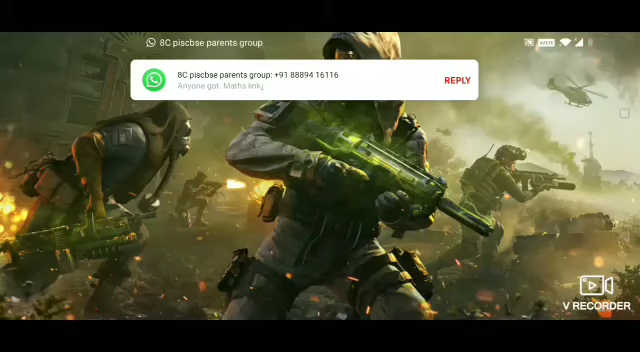 8C piscbse parents group
8C piscbse parents group: +91 88894 16116
REPLY
Anyone got. Maths link¿
V RECORDER